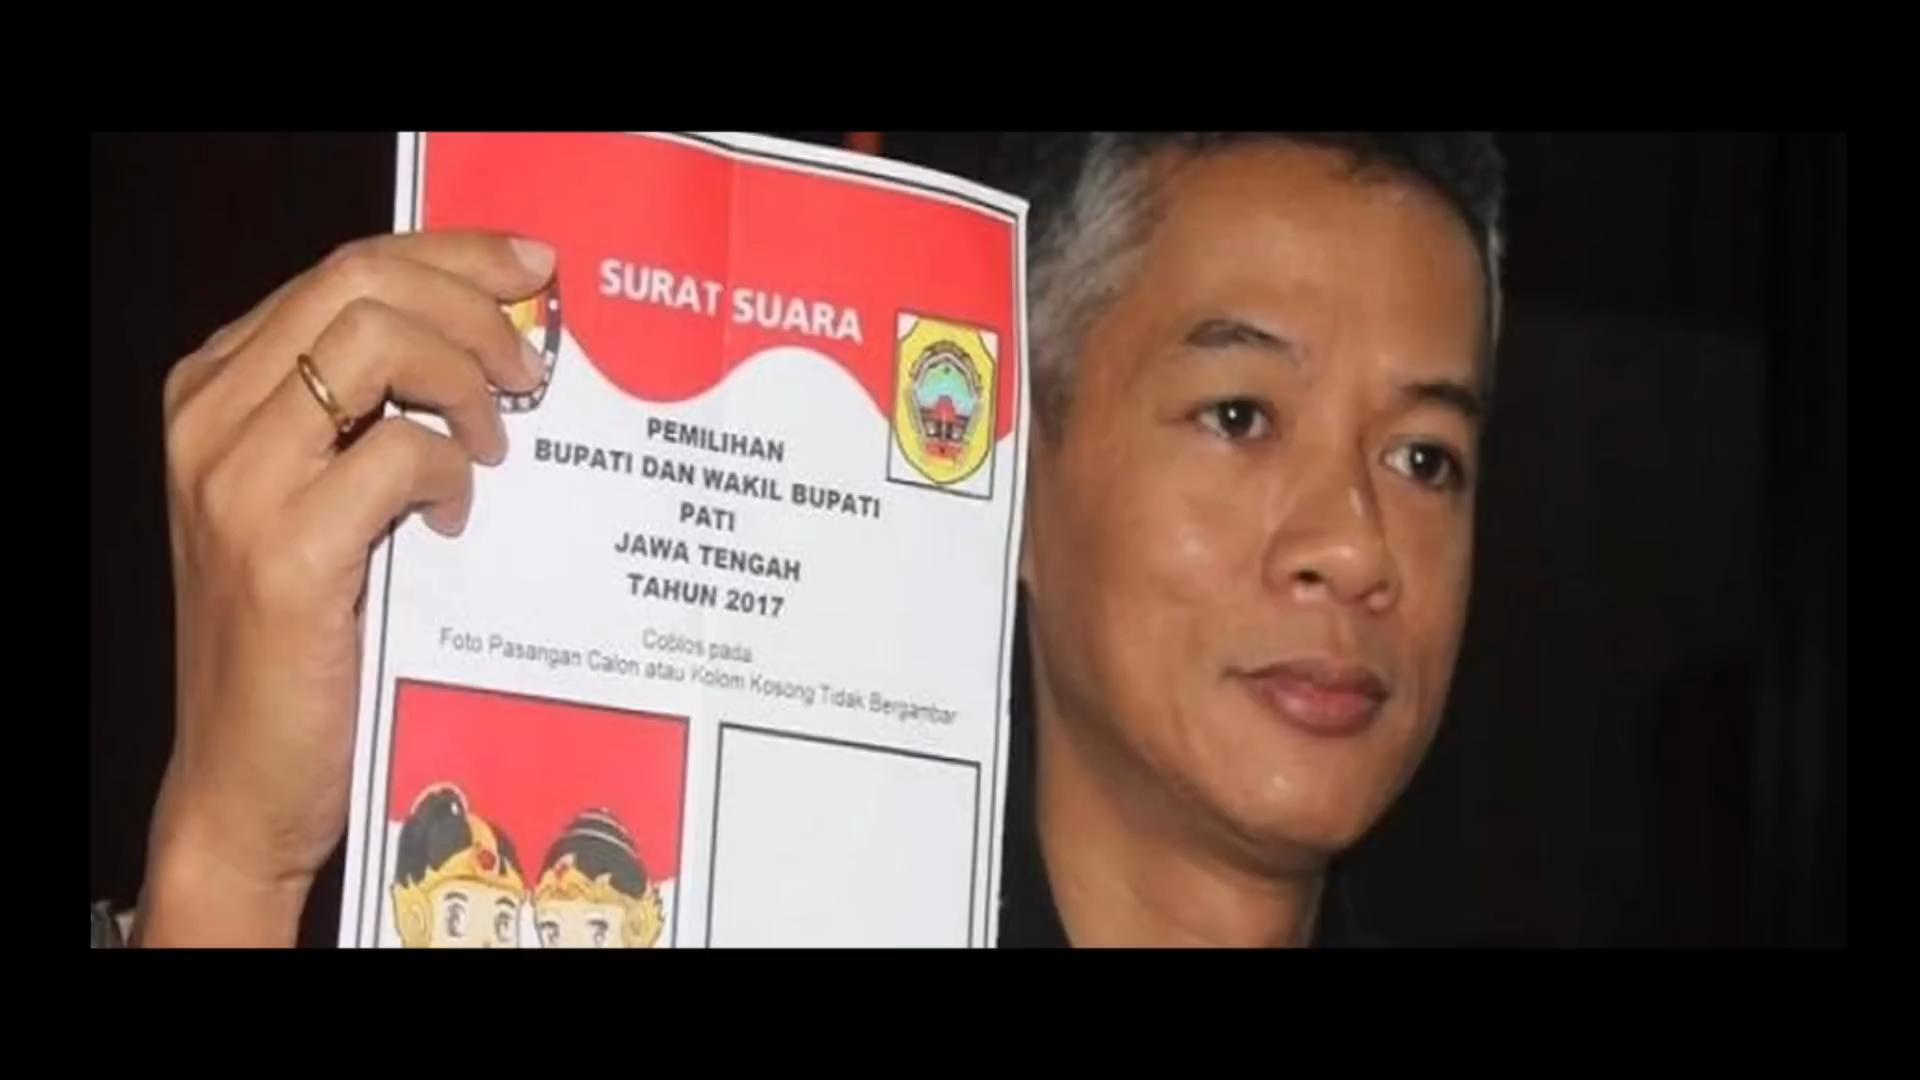 SURAT SUARA
PEMILIHAN
BUPATI DAN WAKIL BUPATI
PATI
JAWA TENGAH
TAHUN 2017
Coblos pada
Foto Pasangan Calon atau Kolom Kosong Tidak Bergambar